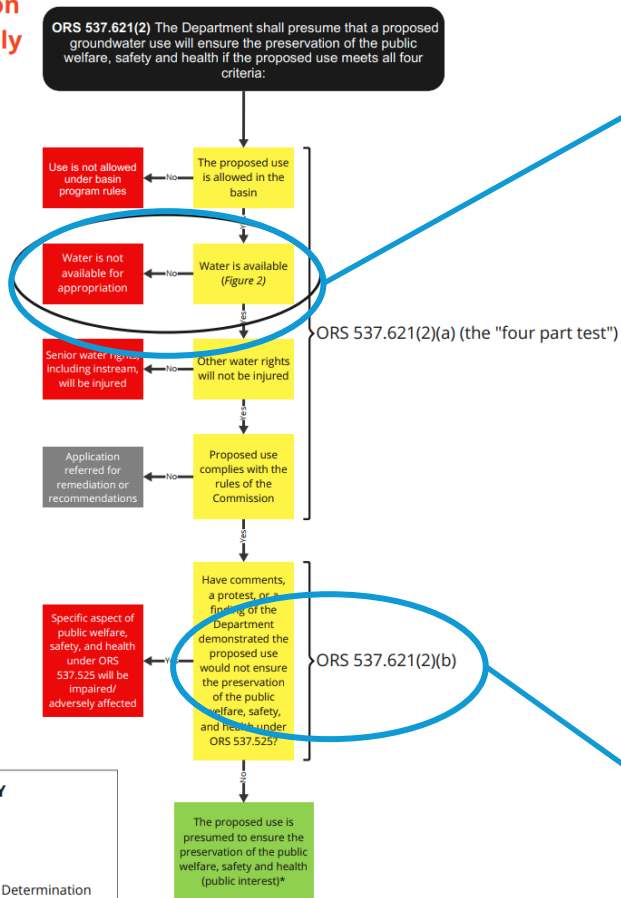 on
ly
ORS 537.621(2) The Department shall presume that a proposed
groundwater use will ensure the preservation of the public
welfare, safety and health if the proposed use meets all four
criteria:
Use is not allowed
under basin
program rules
No
The proposed use
is allowed in the
basin
Yes
Water is not
available for
appropriation
No
Water is available
(Figure 2)
Yes
Senior water rights,
including instream,
will be injured
No
Other water rights
will not be injured
ORS 537.621(2)(a) (the "four part test")
Yes
Application
referred for
remediation or
recommendations
No
Proposed use
complies with the
rules of the
Commission
Yes
Have comments,
a protest, or a
finding of the
Department
demonstrated the
proposed use
would not ensure
the preservation
of the public
welfare, safety,
and health under
ORS 537.525?
Yes
Specific aspect of
public welfare,
safety, and health
under ORS
537.525 will be
impaired/
adversely affected
ORS 537.621(2)(b)
No
The proposed use is
presumed to ensure the
preservation of the public
welfare, safety and health
(public interest)*
Y
Determination